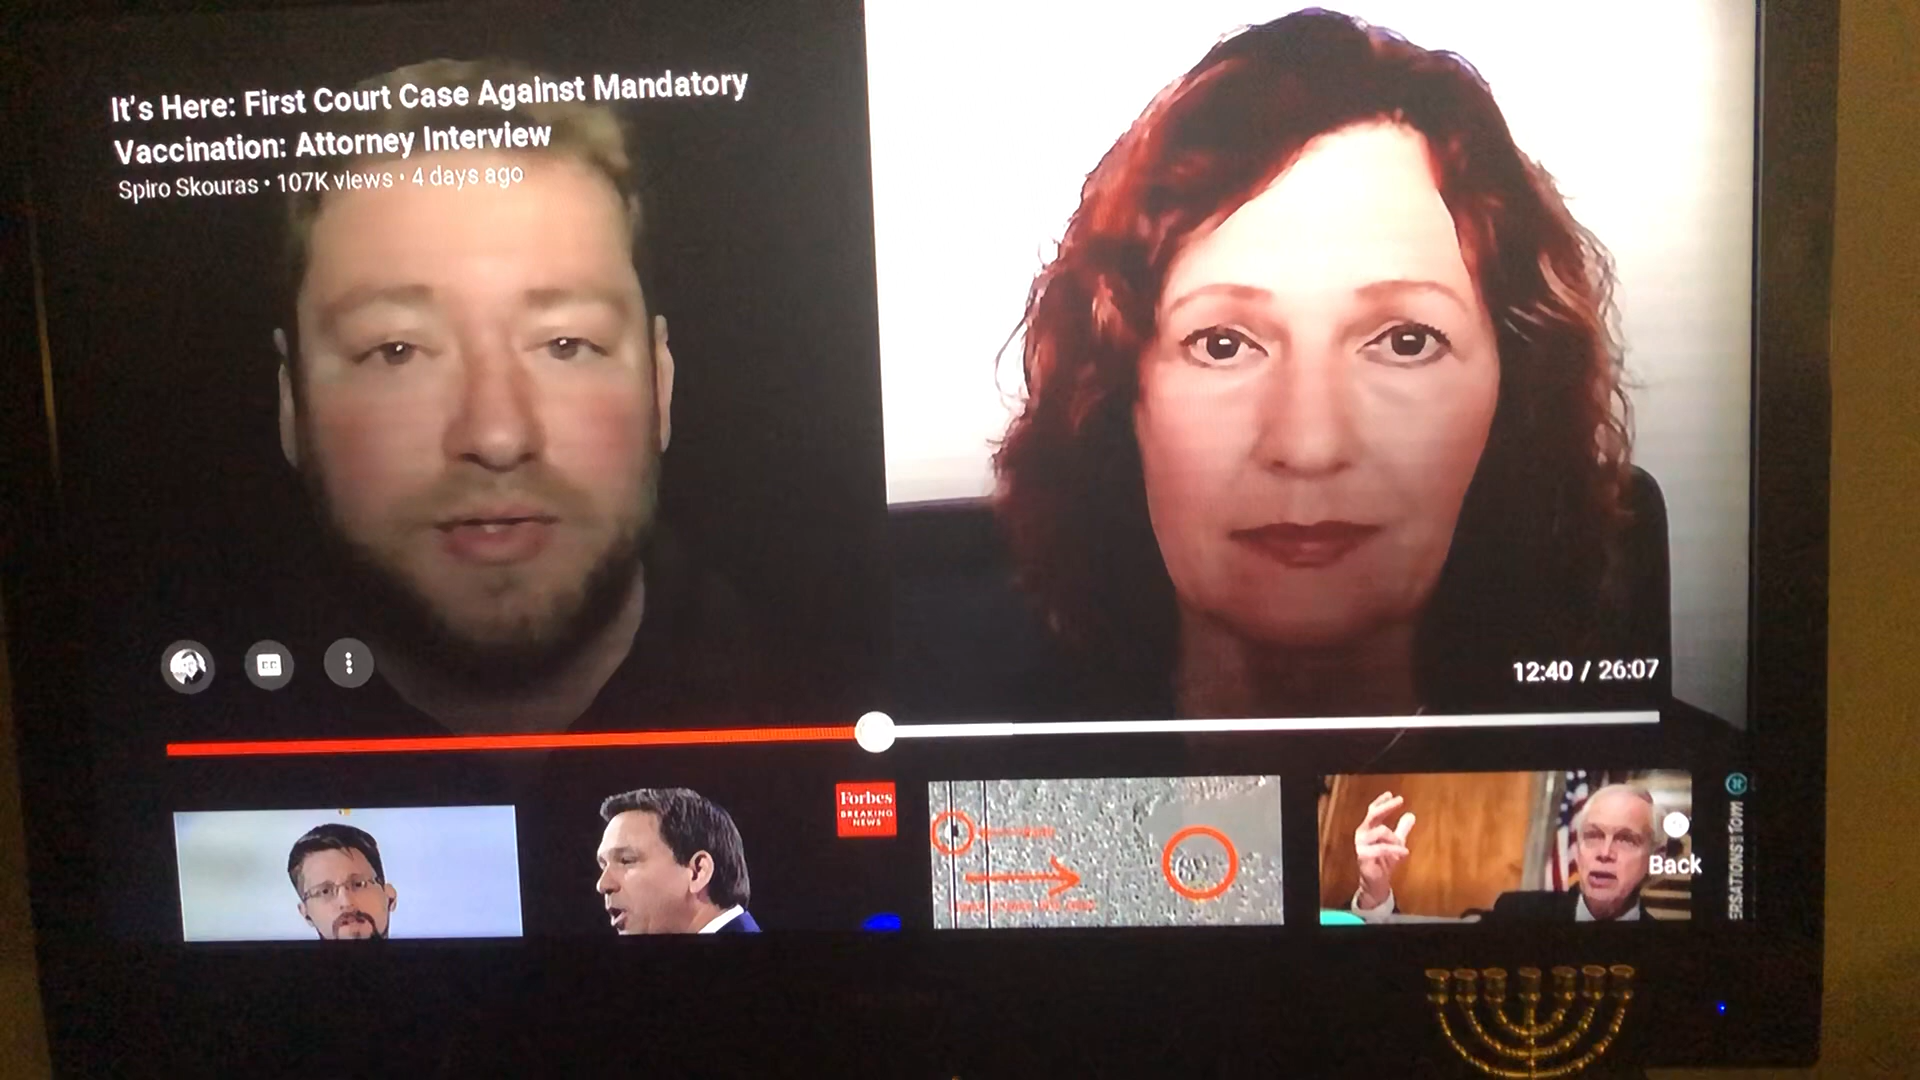 It's Here: First Court Case Against Mandatory
Vaccination: Attorney Interview
Spiro Skouras • 107K views • 4 days ago
CC
12:40 / 26:07
Forbes
BREAKING
NEWS
Back